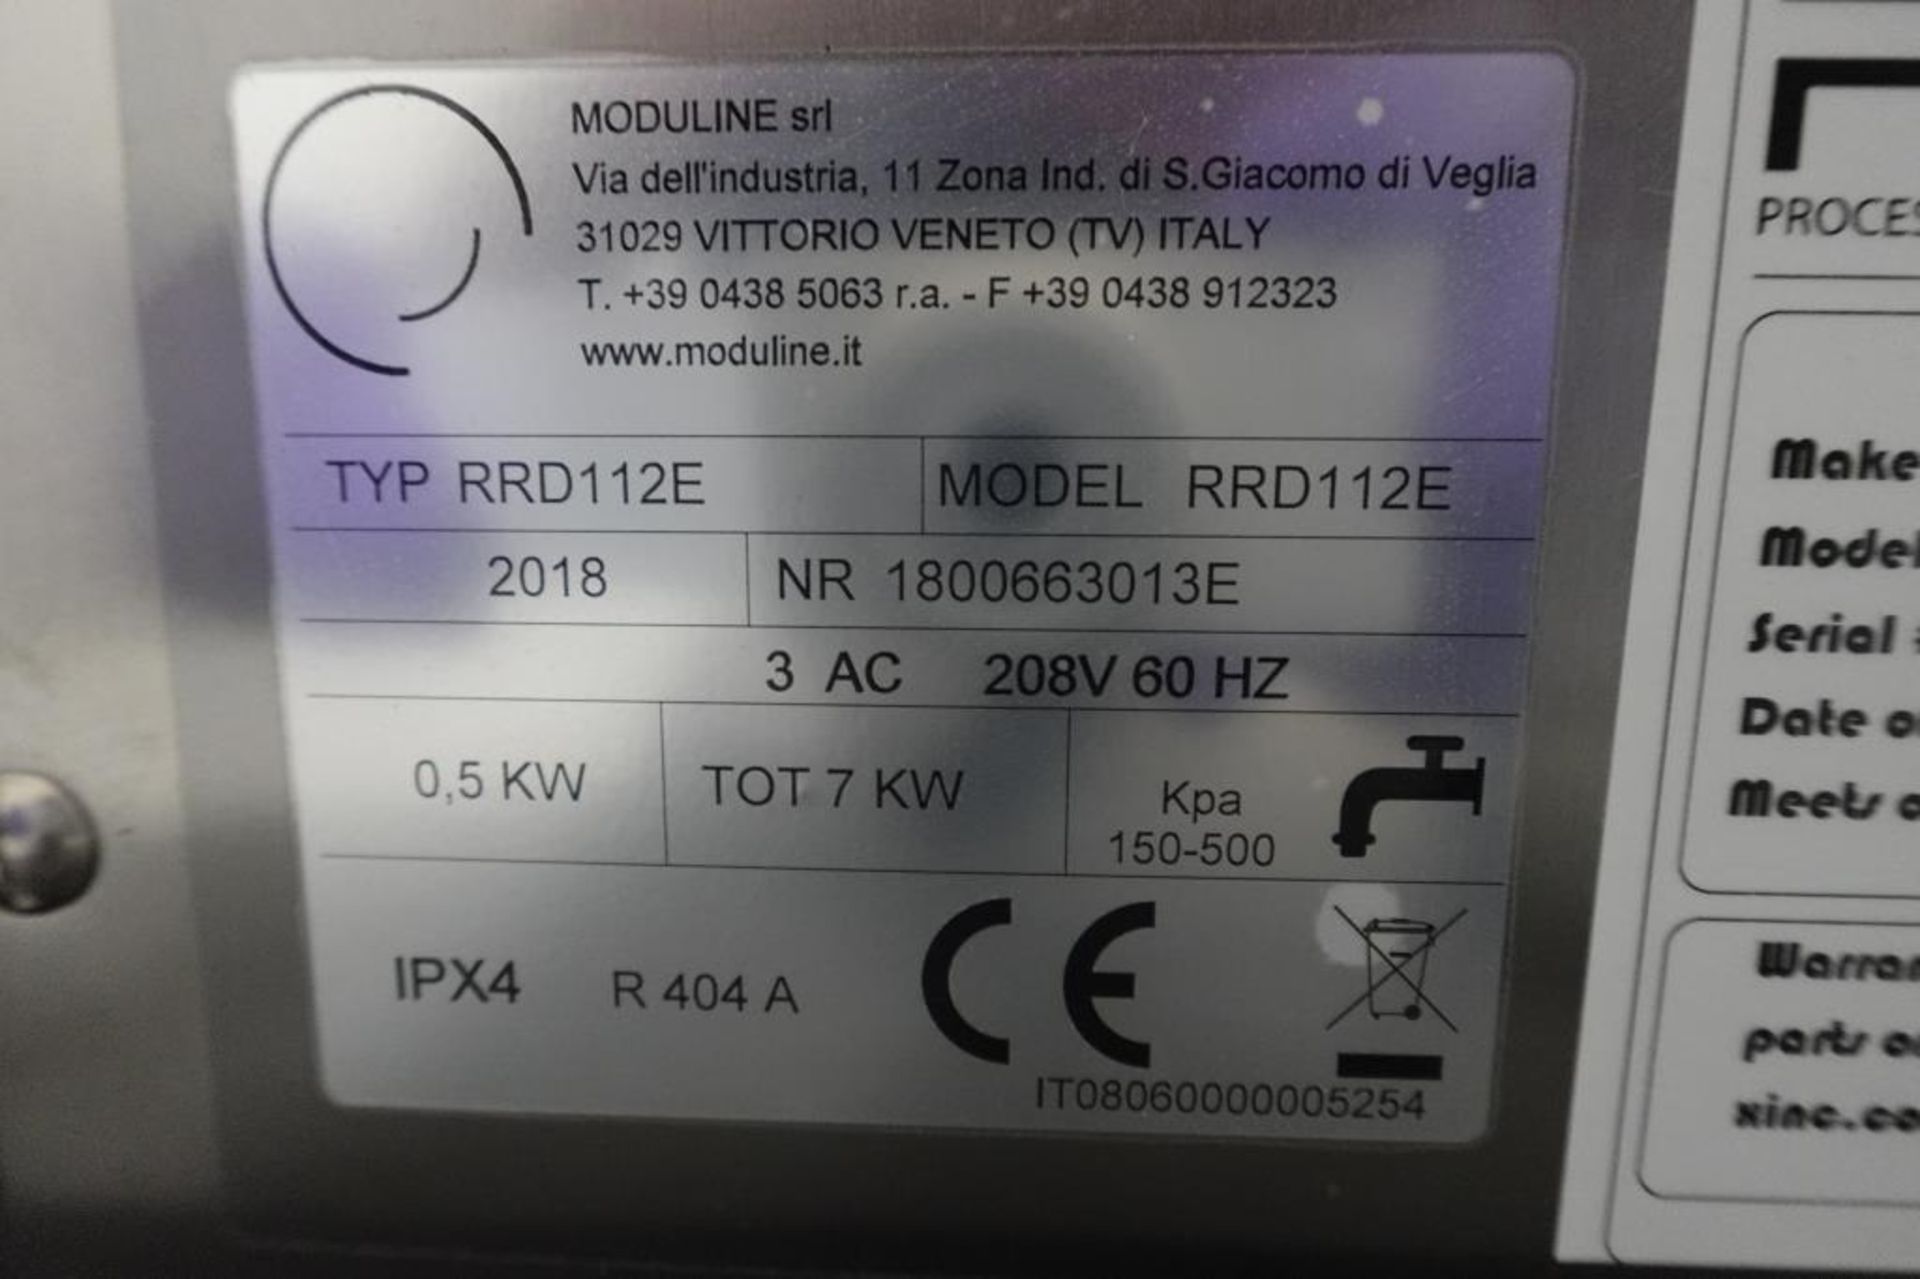 MODULINE srl
Via dell'industria, 11 Zona Ind. di S.Giacomo di Veglia
31029 VITTORIO VENETO (TV) ITALY
T. +39 0438 5063 r.a. - F +39 0438 912323
www.moduline.it
TYP RRD112E MODEL RRD112E
2018 NR 1800663013E
3 AC 208V 60 HZ
0,5 KW TOT 7 KW Kpa
150-500
IPX4 R 404 A CE
IT08060000005254
Make
Model
Serial
Date
Meets
parts